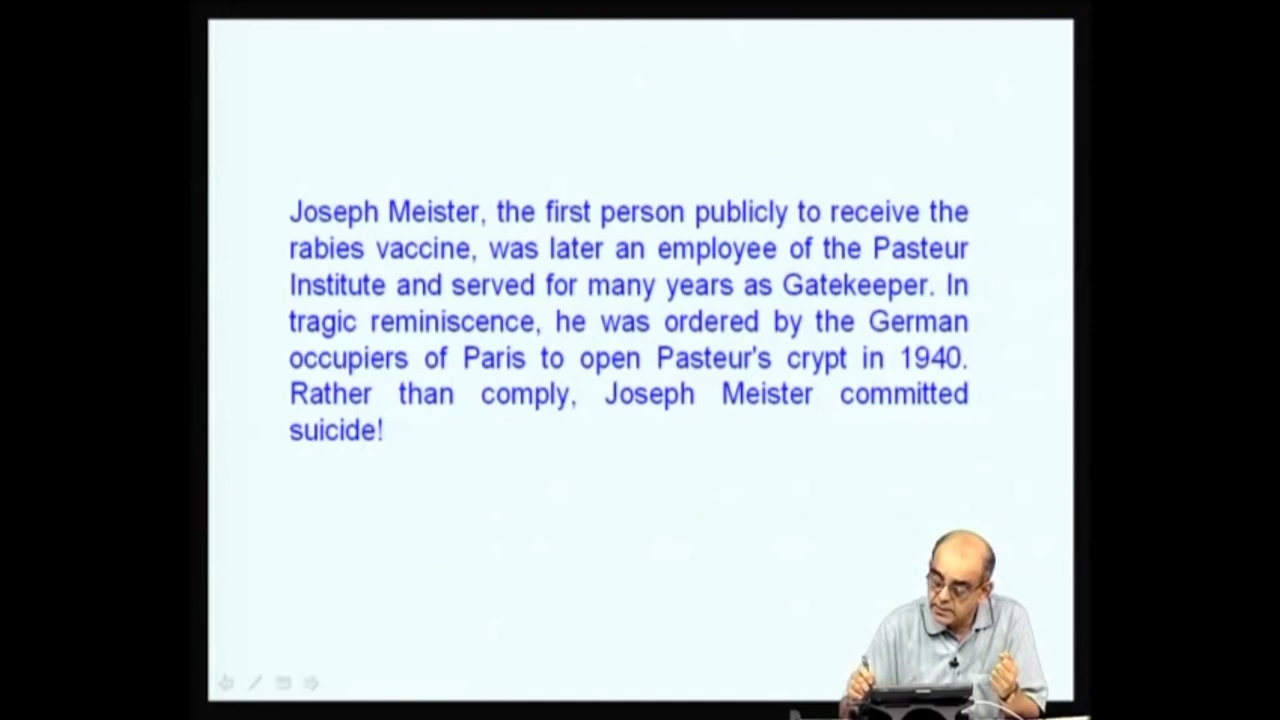 Joseph Meister, the first person publicly to receive the
rabies vaccine, was later an employee of the Pasteur
Institute and served for many years as Gatekeeper. In
tragic reminiscence, he was ordered by the German
occupiers of Paris to open Pasteur's crypt in 1940.
Rather than comply, Joseph Meister committed
suicide!